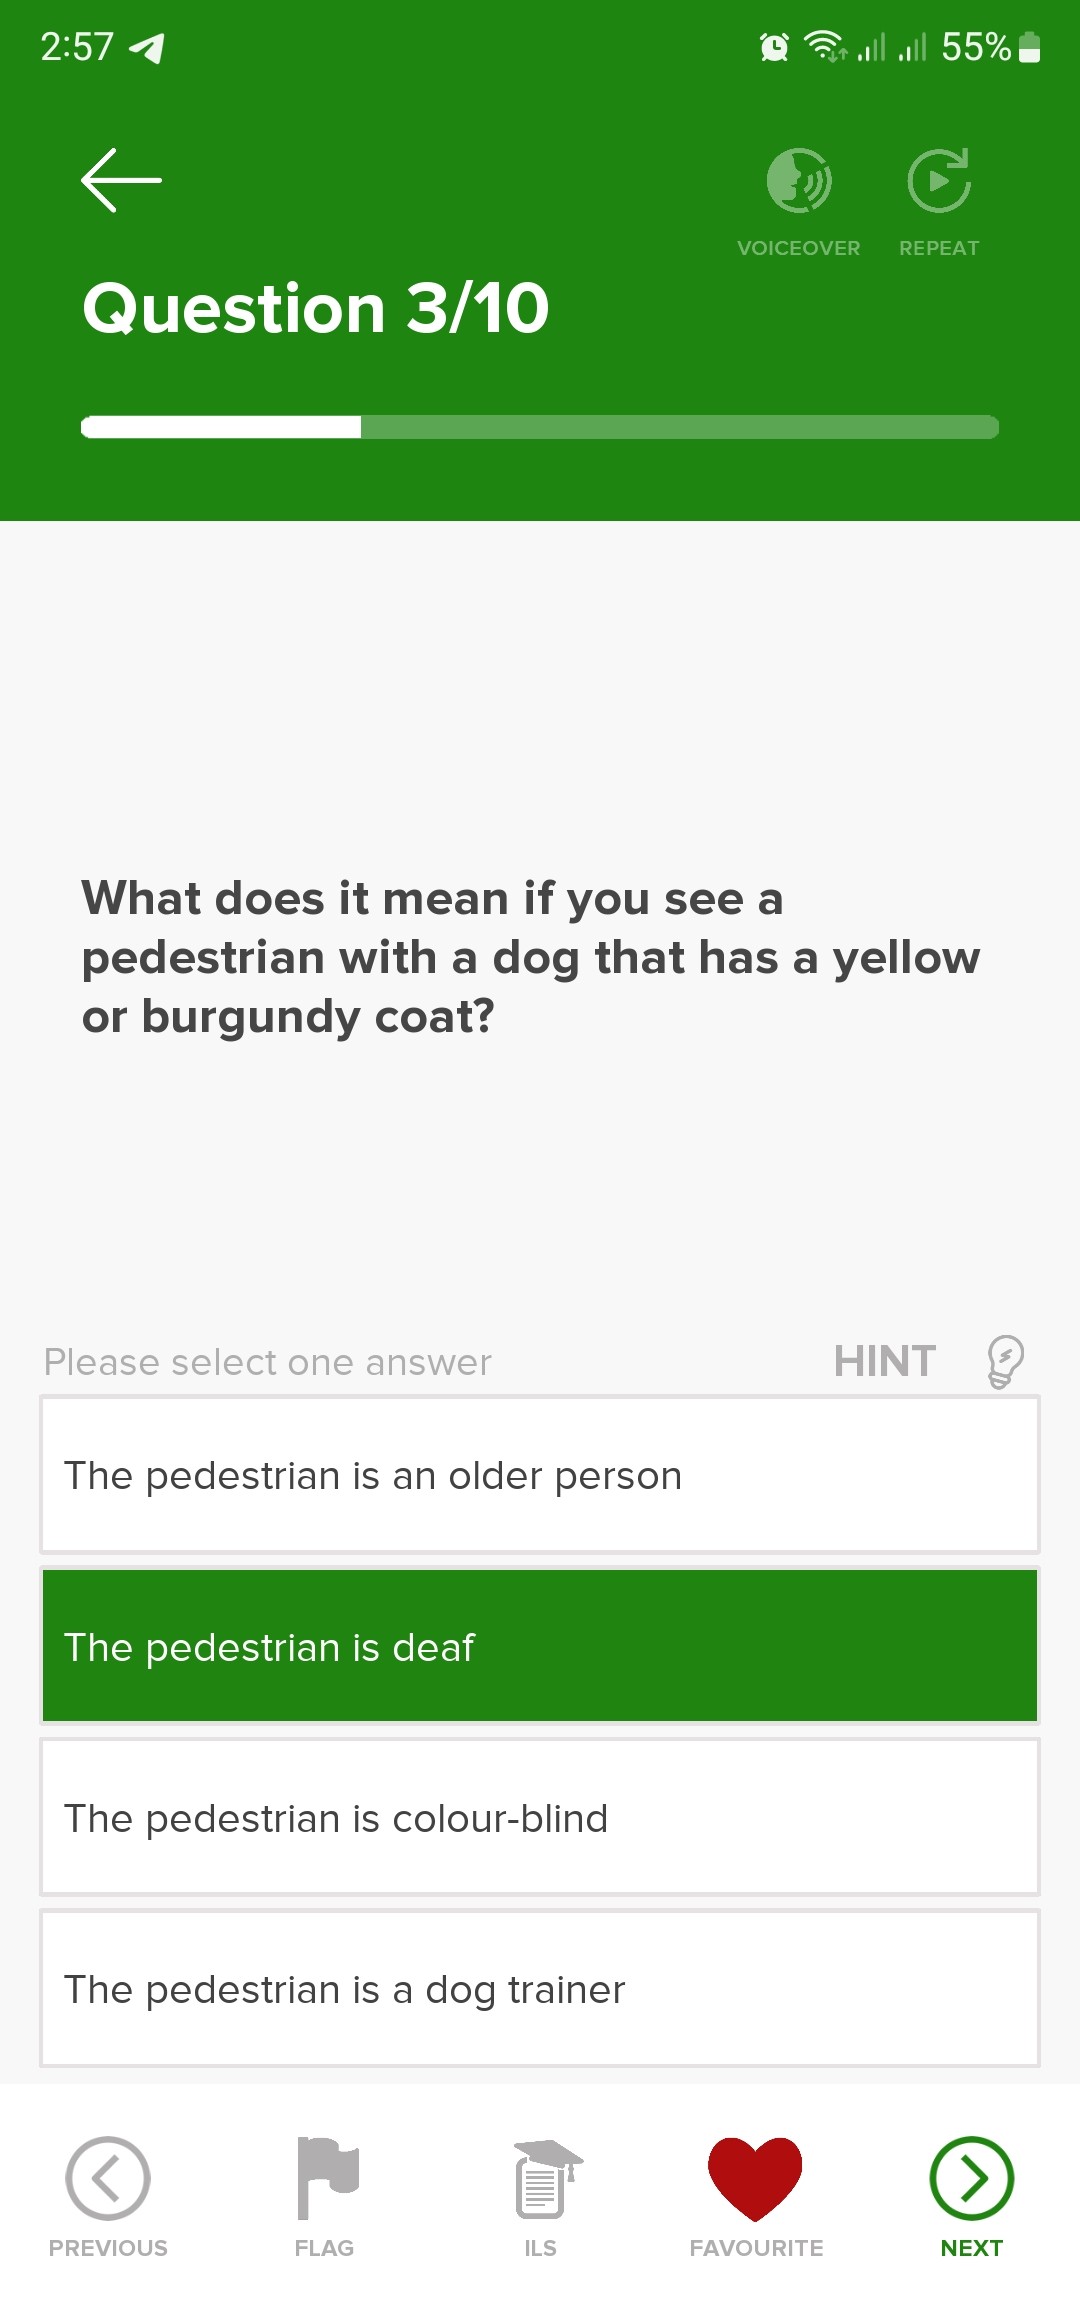 2:57
55%
VOICEOVER
REPEAT
Question 3/10
What does it mean if you see a
pedestrian with a dog that has a yellow
or burgundy coat?
Please select one answer
HINT
The pedestrian is an older person
The pedestrian is deaf
The pedestrian is colour-blind
The pedestrian is a dog trainer
PREVIOUS
FLAG
ILS
FAVOURITE
NEXT